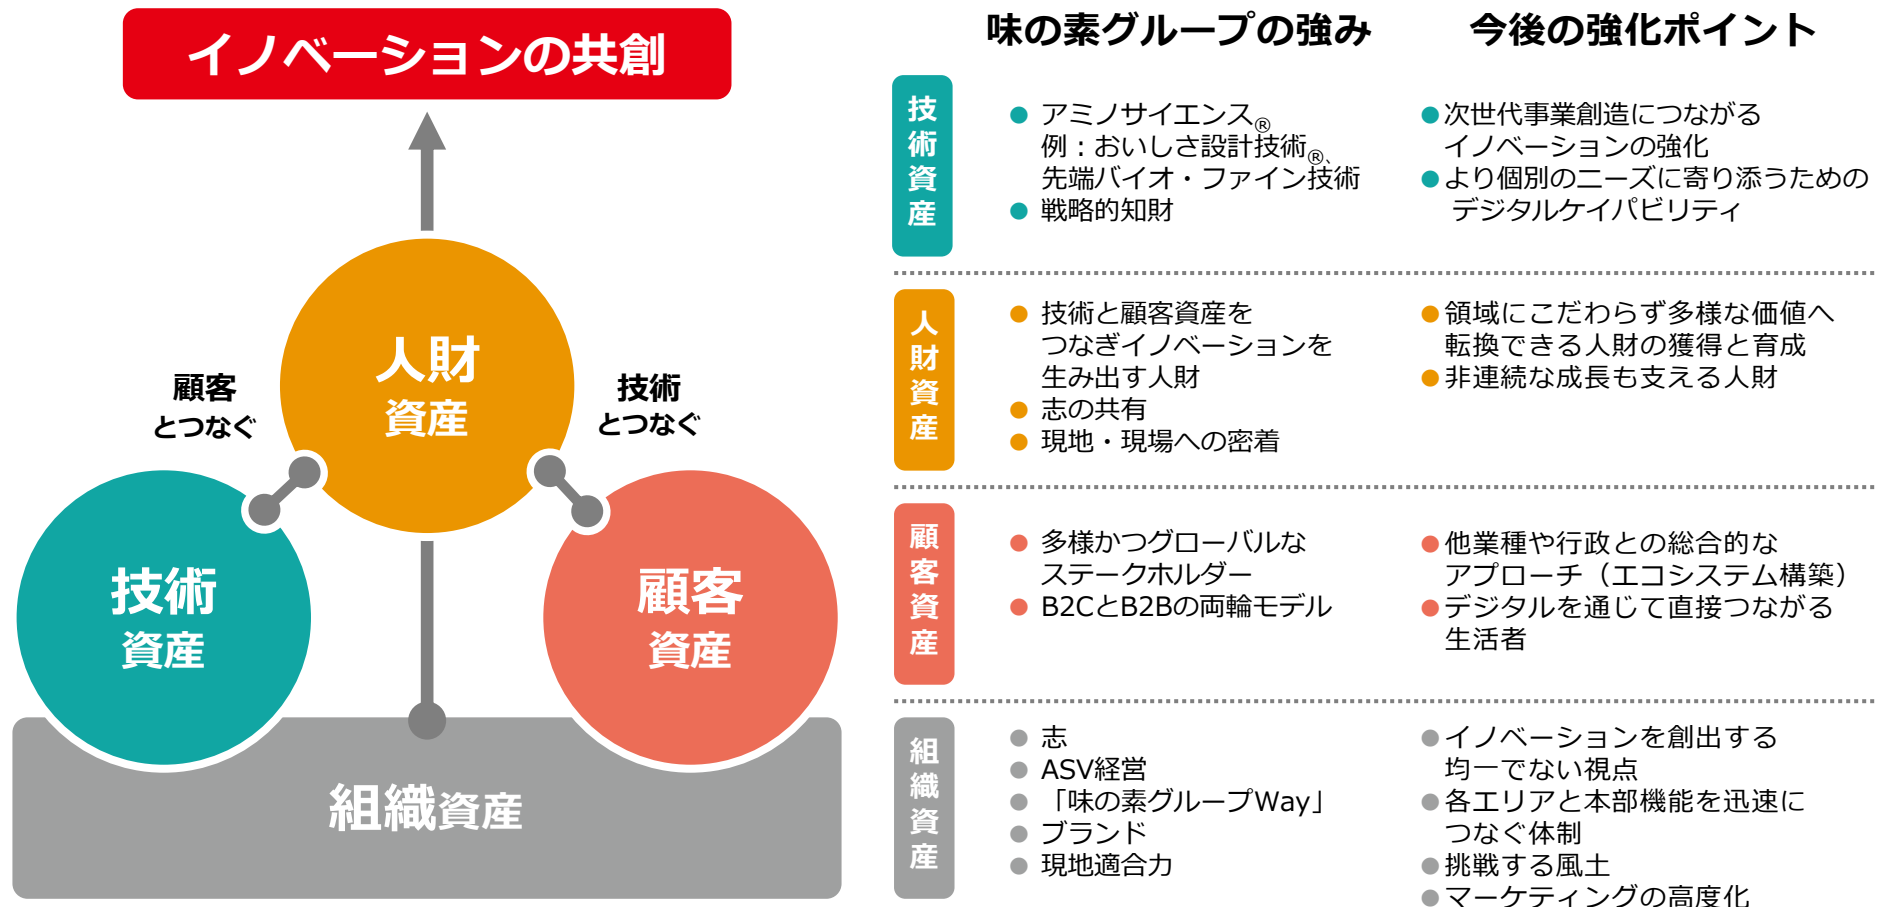 イノベーションの共創
人財
資産
顧客
とつなぐ
技術
とつなぐ
技術
資産
顧客
資産
組織資産
味の素グループの強み
今後の強化ポイント
技術資産
● アミノサイエンス®
例：おいしさ設計技術®、
先端バイオ・ファイン技術
● 戦略的知財
●次世代事業創造につながる
イノベーションの強化
●より個別のニーズに寄り添うための
デジタルケイパビリティ
人財資産
● 技術と顧客資産を
つなぎイノベーションを
生み出す人財
● 志の共有
● 現地・現場への密着
●領域にこだわらず多様な価値へ
転換できる人財の獲得と育成
●非連続な成長も支える人財
顧客資産
● 多様かつグローバルな
ステークホルダー
● B2CとB2Bの両輪モデル
●他業種や行政との総合的な
アプローチ（エコシステム構築）
●デジタルを通じて直接つながる
生活者
組織資産
● 志
● ASV経営
● 「味の素グループWay」
● ブランド
● 現地適合力
●イノベーションを創出する
均一でない視点
●各エリアと本部機能を迅速に
つなぐ体制
●挑戦する風土
●マーケティングの高度化